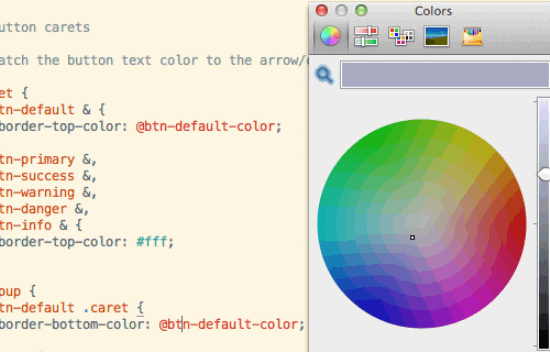 utton carets
Colors
atch the button text color to the arrow/
et {
tn-default & {
border-top-color: @btn-default-color;
tn-primary &,
tn-success &,
tn-warning &,
tn-danger &,
tn-info & {
border-top-color: #fff;
oup {
tn-default .caret {
border-bottom-color: @btn-default-color;